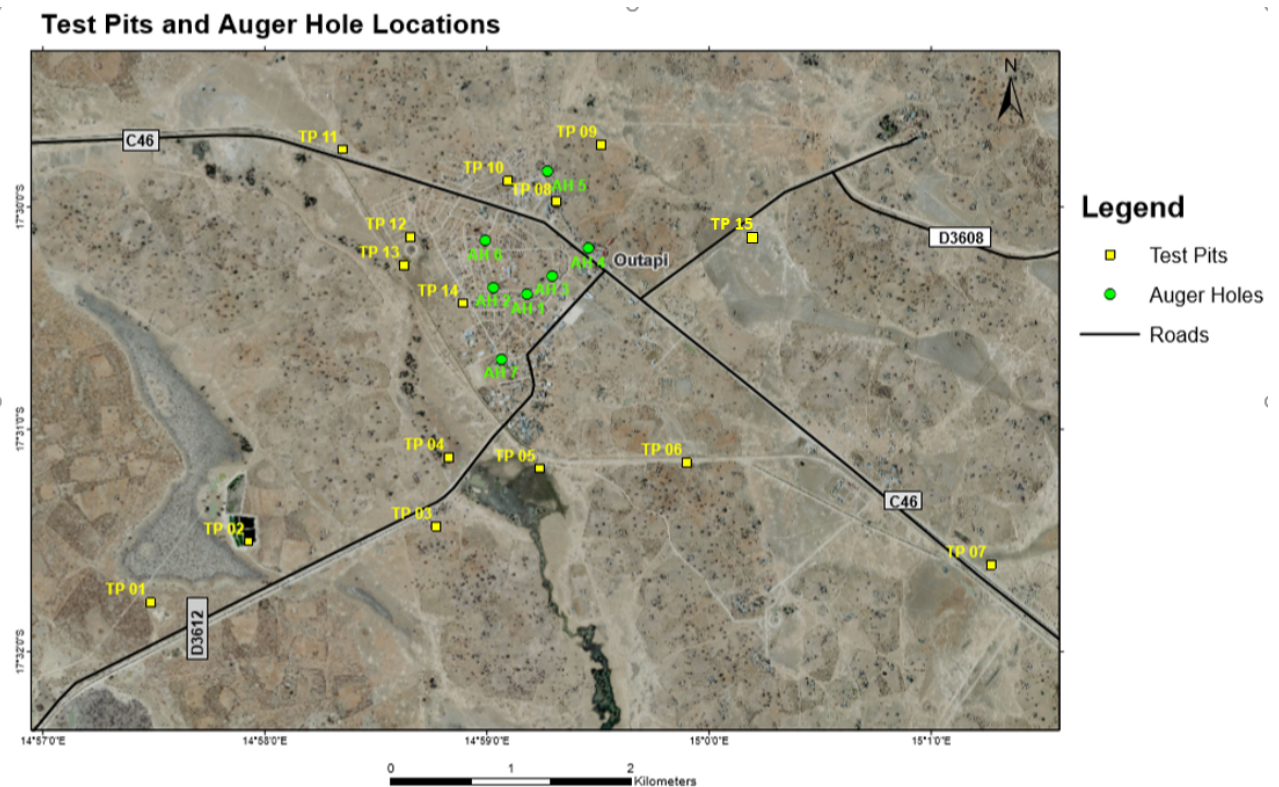 Test Pits and Auger Hole Locations
N
TP 09
C46
TP 11
TP 10
TP 08
AH 5
17°30'0"S
TP 12
TP 15
D3608
TP 13
AH 6
AH 4
Outapi
TP 14
AH 2
AH 3
AH 1
AH 7
17°31'0"S
TP 04
TP 05
TP 06
C46
TP 03
TP 02
TP 07
TP 01
D3612
17°32'0"S
14°57'0"E
14°58'0"E
14°59'0"E
15°0'0"E
15°1'0"E
0
1
2
Kilometers
Legend
Test Pits
Auger Holes
Roads